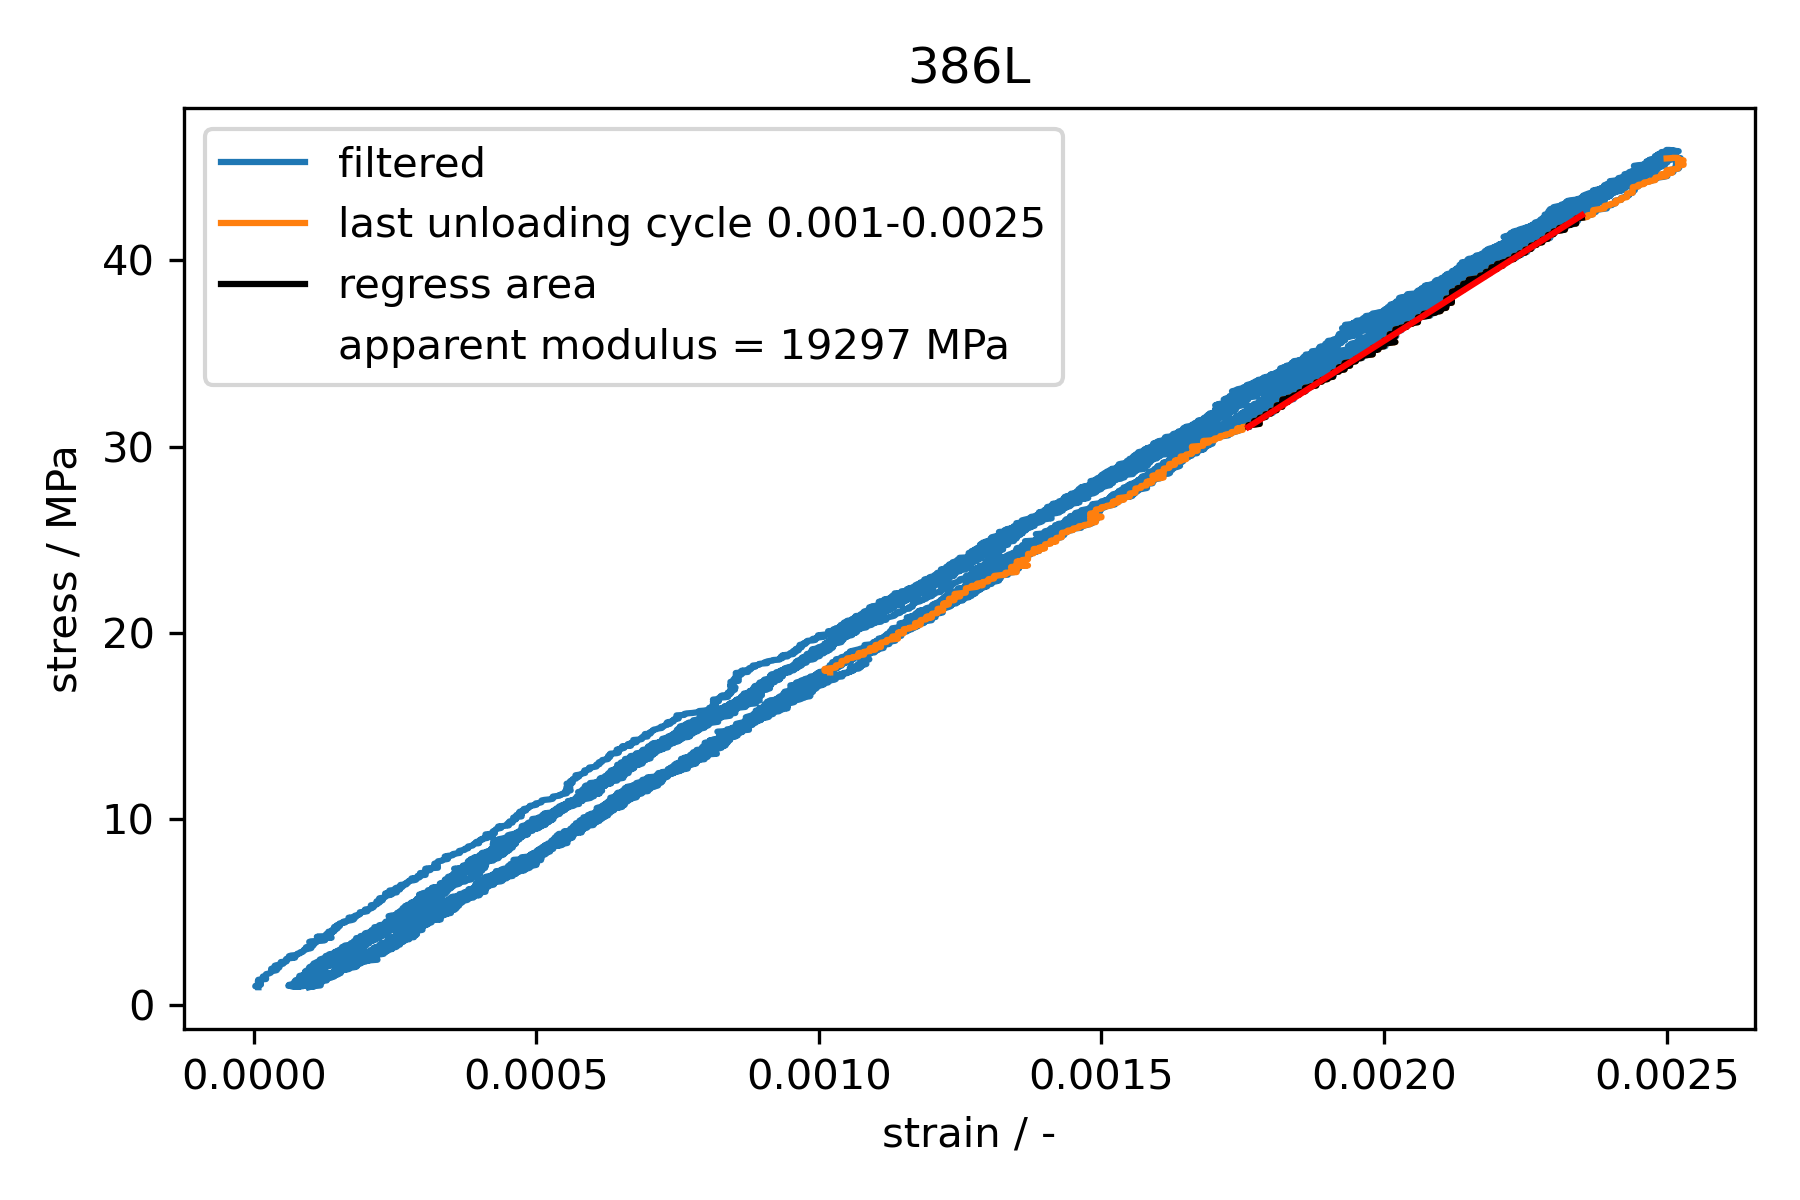 386L
filtered
last unloading cycle 0.001-0.0025
regress area
apparent modulus = 19297 MPa
stress / MPa
40
30
20
10
0
0.0000 0.0005 0.0010 0.0015 0.0020 0.0025
strain / -